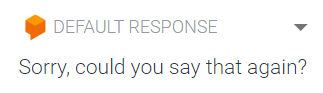 DEFAULT RESPONSE
Sorry, could you say that again?